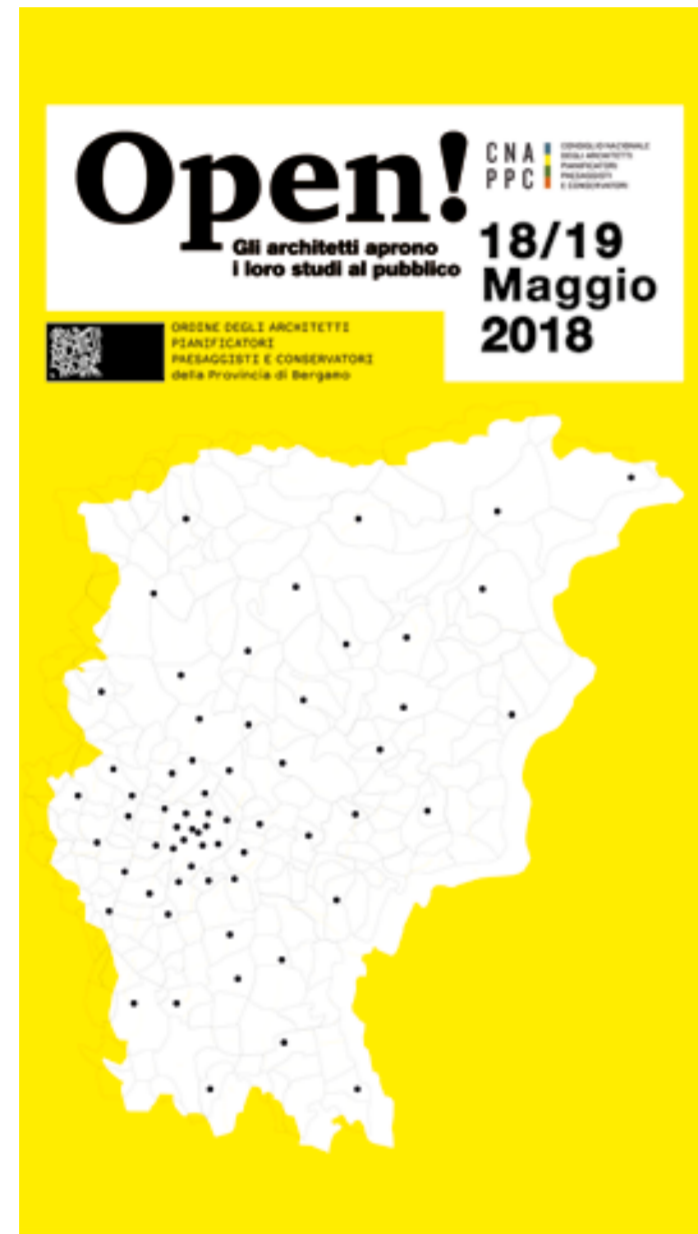 Open!
Gli architetti aprono
i loro studi al pubblico
CNA
PPC
CONSIGLIO NAZIONALE
DEGLI ARCHITETTI
PIANIFICATORI
PAESAGGISTI
E CONSERVATORI
18/19
Maggio
2018
ORDINE DEGLI ARCHITETTI
PIANIFICATORI
PAESAGGISTI E CONSERVATORI
della Provincia di Bergamo